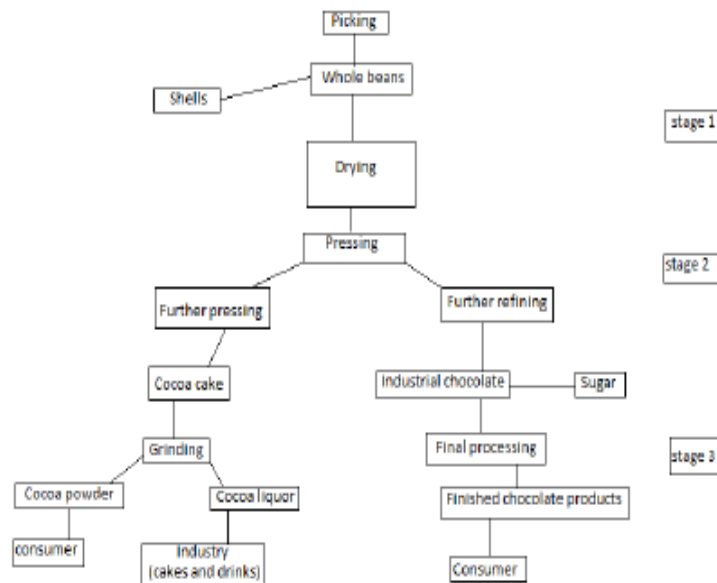 Picking
Whole beans
Shells
stage 1
Drying
Pressing
stage 2
Further pressing
Further refining
Cocoa cake
Industrial chocolate
Sugar
Grinding
Final processing
stage 3
Cocoa powder
Cocoa liquor
Finished chocolate products
consumer
Industry
(cakes and drinks)
Consumer